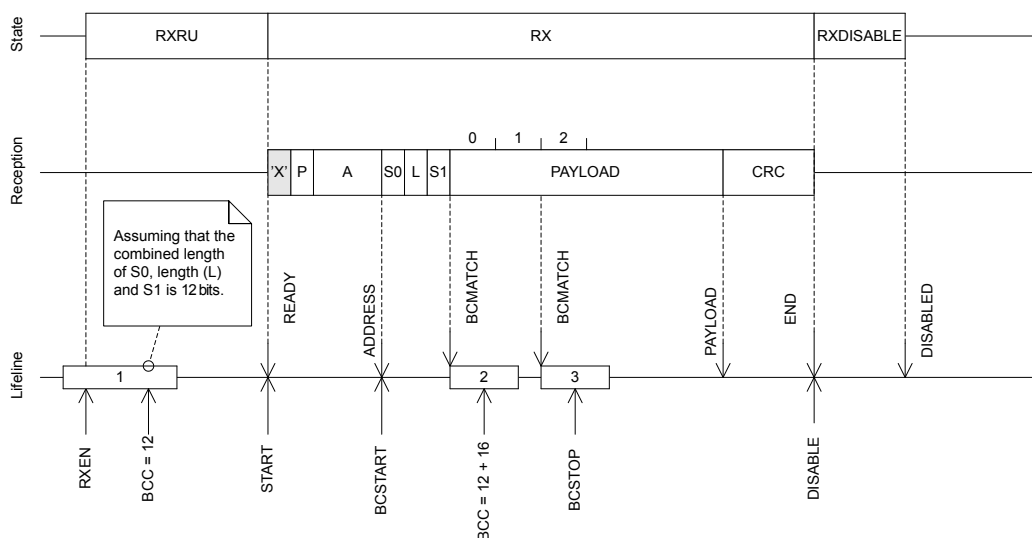 State
RXRU
RX
RXDISABLE
Reception
0
1
2
'X'
P
A
S0
L
S1
PAYLOAD
CRC
Assuming that the
combined length
of S0, length (L)
and S1 is 12 bits.
READY
ADDRESS
BCMATCH
BCMATCH
PAYLOAD
END
DISABLED
Lifeline
1
2
3
RXEN
BCC = 12
START
BCSTART
BCC = 12 + 16
BCSTOP
DISABLE